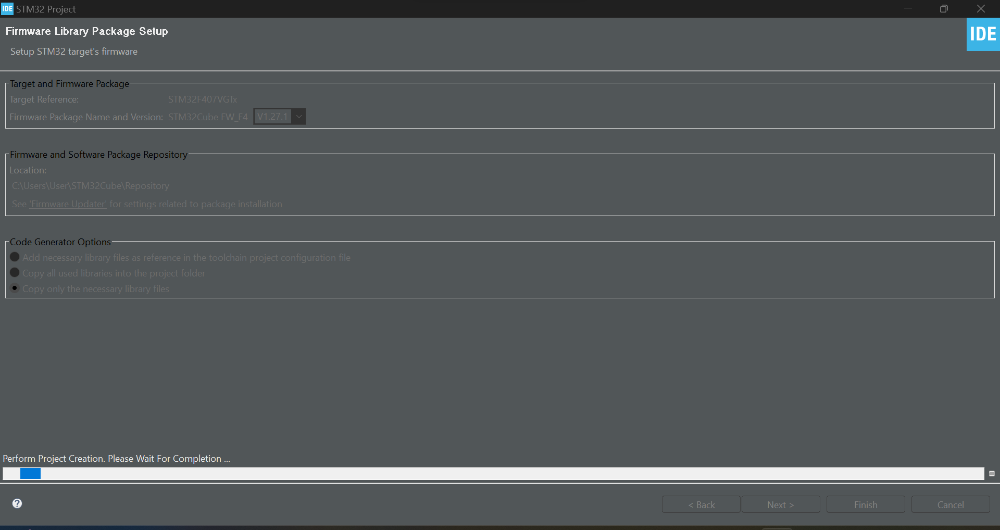 IDE STM32 Project
Firmware Library Package Setup
IDE
Setup STM32 target's firmware
Target and Firmware Package
Target Reference: STM32F407VGTx
Firmware Package Name and Version: STM32Cube FW_F4 V1.27.1
Firmware and Software Package Repository
Location:
C:\Users\User\STM32Cube\Repository
See 'Firmware Updater' for settings related to package installation
Code Generator Options
Add necessary library files as reference in the toolchain project configuration file
Copy all used libraries into the project folder
Copy only the necessary library files
Perform Project Creation. Please Wait For Completion ...
?
< Back Next > Finish Cancel